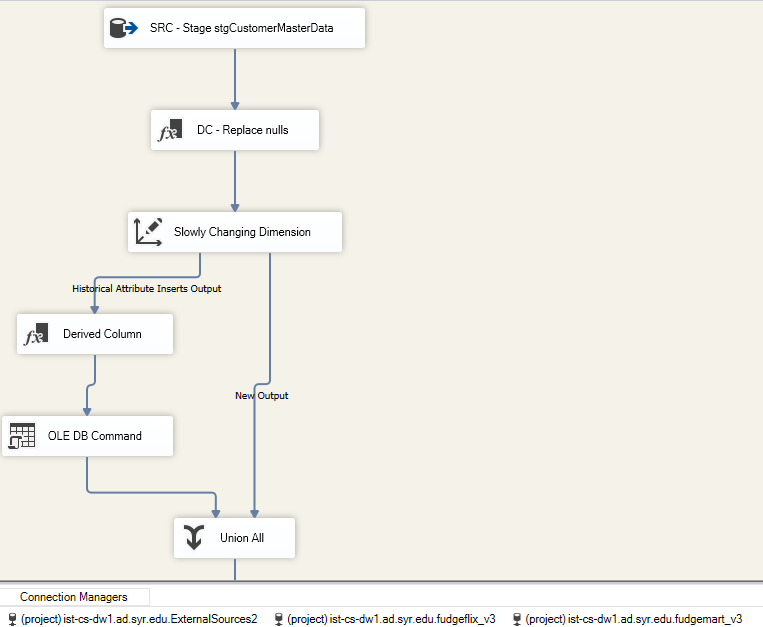 SRC - Stage stgCustomerMasterData
DC - Replace nulls
Slowly Changing Dimension
Historical Attribute Inserts Output
Derived Column
New Output
OLE DB Command
Union All
Connection Managers
(project) ist-cs-dw1.ad.syr.edu.ExternalSources2 (project) ist-cs-dw1.ad.syr.edu.fudgeflix_v3 (project) ist-cs-dw1.ad.syr.edu.fudgemart_v3